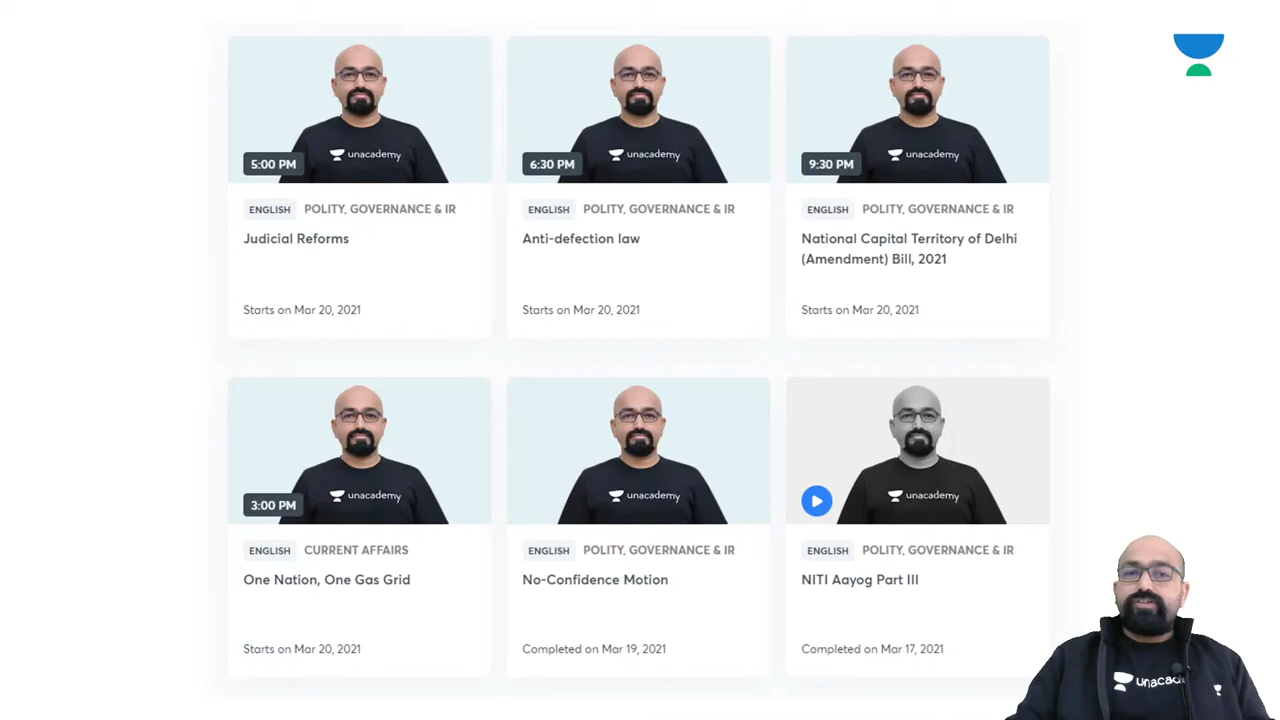 unacademy
5:00 PM
ENGLISH POLITY, GOVERNANCE & IR
Judicial Reforms
Starts on Mar 20, 2021
unacademy
6:30 PM
ENGLISH POLITY, GOVERNANCE & IR
Anti-defection law
Starts on Mar 20, 2021
unacademy
9:30 PM
ENGLISH POLITY, GOVERNANCE & IR
National Capital Territory of Delhi
(Amendment) Bill, 2021
Starts on Mar 20, 2021
unacademy
3:00 PM
ENGLISH CURRENT AFFAIRS
One Nation, One Gas Grid
Starts on Mar 20, 2021
unacademy
ENGLISH POLITY, GOVERNANCE & IR
No-Confidence Motion
Completed on Mar 19, 2021
unacademy
ENGLISH POLITY, GOVERNANCE & IR
NITI Aayog Part III
Completed on Mar 17, 2021
unacade